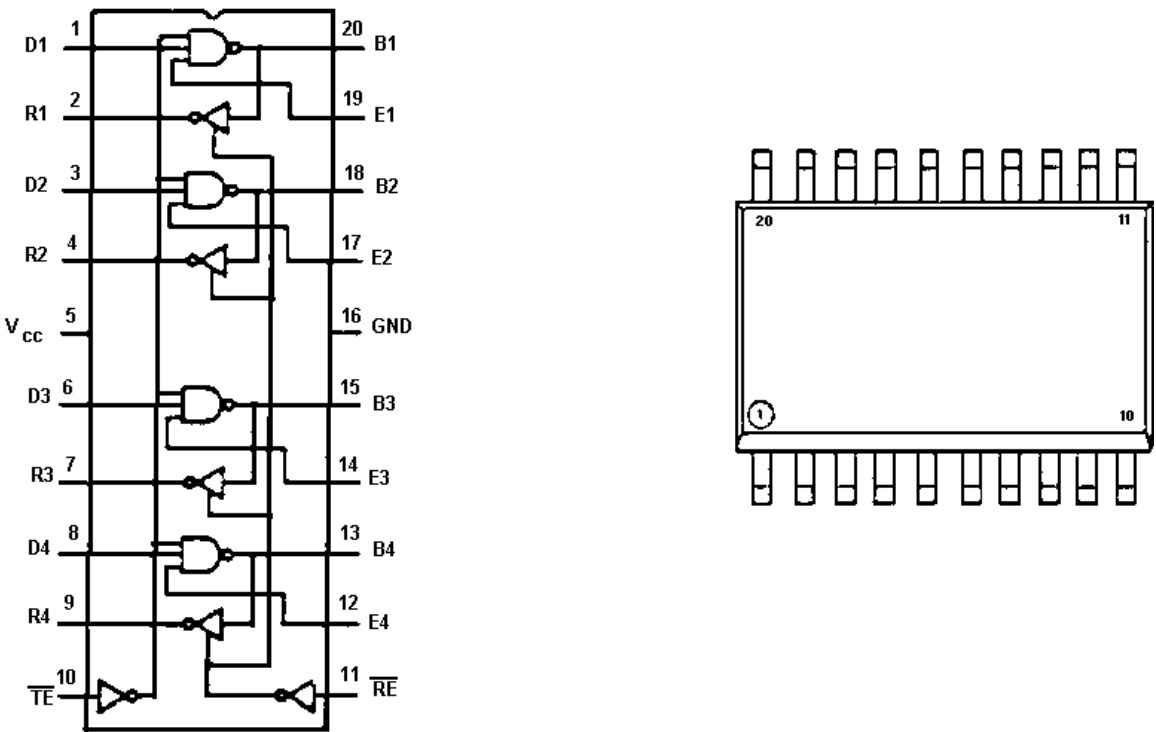 1 20
D1 B1
2 19
R1 E1
3 18
D2 B2
4 17
R2 E2
5 16
VCC GND
6 15
D3 B3
7 14
R3 E3
8 13
D4 B4
9 12
R4 E4
10 11
TE RE
20 11
1 10